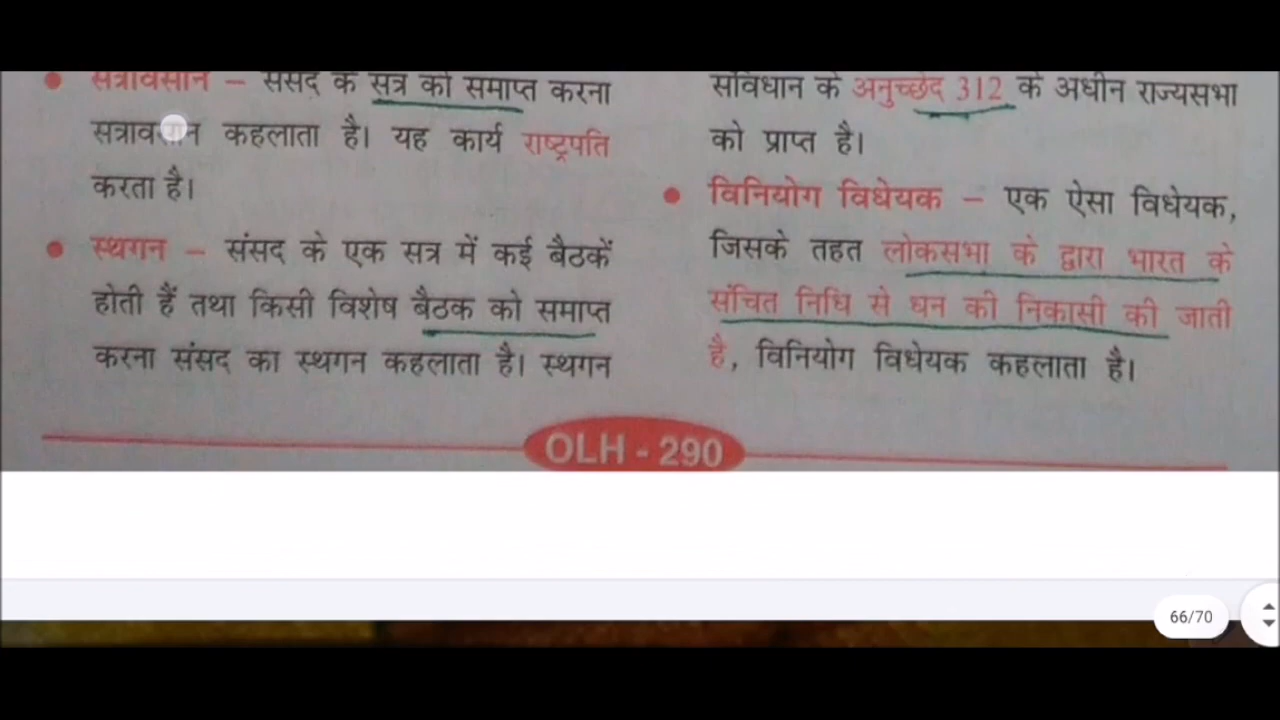 सत्रावसान – संसद के सत्र को समाप्त करना
सत्रावसान कहलाता है। यह कार्य राष्ट्रपति
करता है।
स्थगन – संसद के एक सत्र में कई बैठकें
होती हैं तथा किसी विशेष बैठक को समाप्त
करना संसद का स्थगन कहलाता है। स्थगन
संविधान के अनुच्छेद 312 के अधीन राज्यसभा
को प्राप्त है।
विनियोग विधेयक – एक ऐसा विधेयक,
जिसके तहत लोकसभा के द्वारा भारत के
संचित निधि से धन की निकासी की जाती
है, विनियोग विधेयक कहलाता है।
OLH - 290
66/70